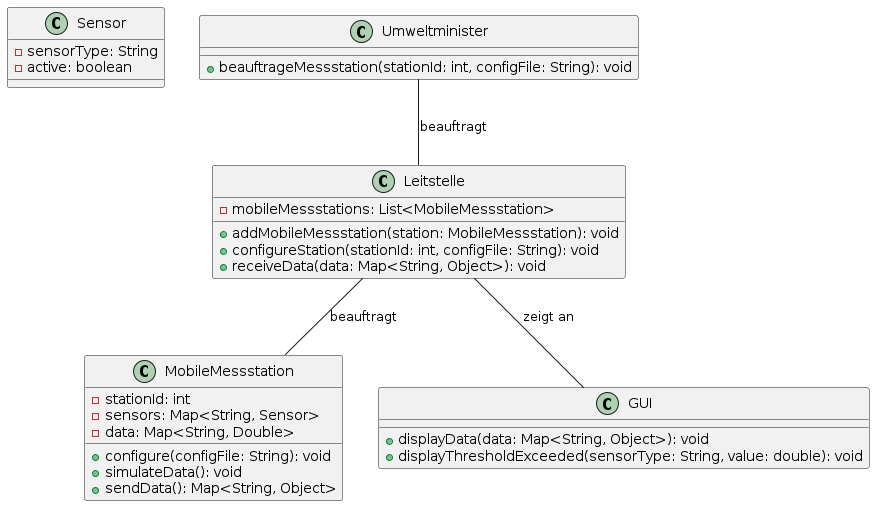 C Sensor
sensorType: String
active: boolean
C Umweltminister
beauftrageMessstation(stationId: int, configFile: String): void
beauftragt
C Leitstelle
mobileMessstations: List<MobileMessstation>
addMobileMessstation(station: MobileMessstation): void
configureStation(stationId: int, configFile: String): void
receiveData(data: Map<String, Object>): void
beauftragt
zeigt an
C MobileMessstation
stationId: int
sensors: Map<String, Sensor>
data: Map<String, Double>
configure(configFile: String): void
simulateData(): void
sendData(): Map<String, Object>
C GUI
displayData(data: Map<String, Object>): void
displayThresholdExceeded(sensorType: String, value: double): void